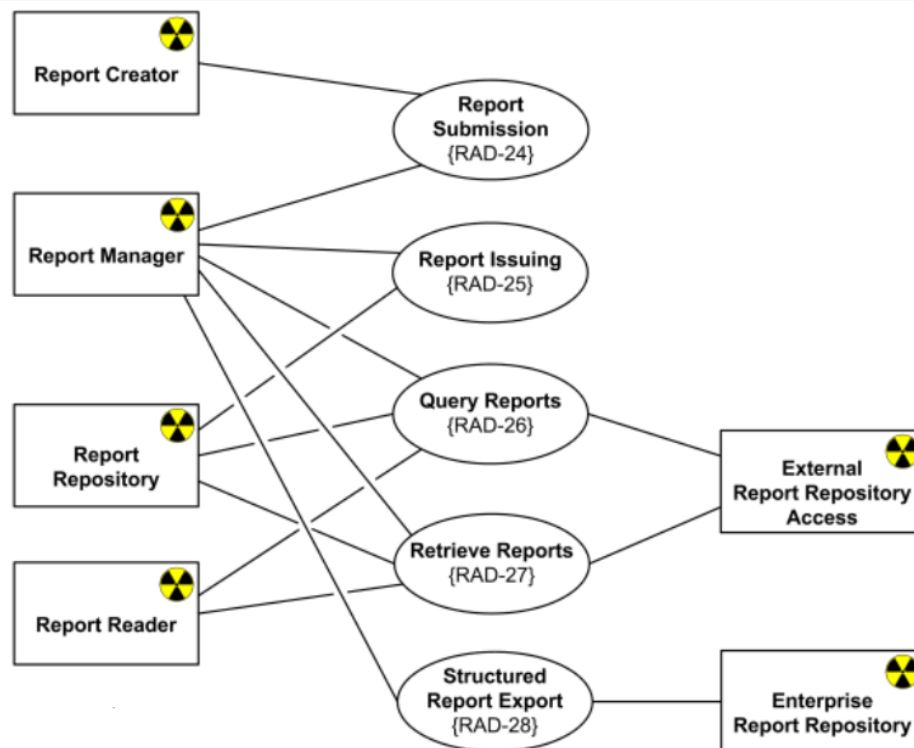 Report Creator
Report
Submission
{RAD-24}
Report Manager
Report Issuing
{RAD-25}
Query Reports
{RAD-26}
Report
Repository
External
Report Repository
Access
Retrieve Reports
{RAD-27}
Report Reader
Structured
Report Export
{RAD-28}
Enterprise
Report Repository